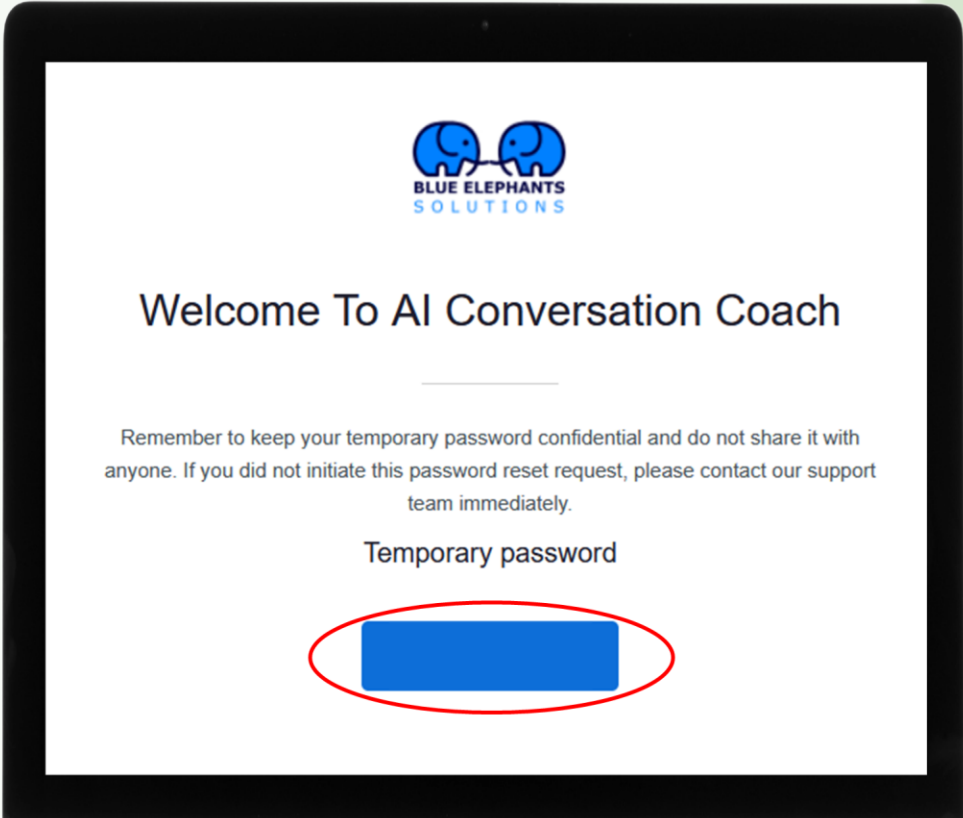 BLUE ELEPHANTS
SOLUTIONS
Welcome To AI Conversation Coach
Remember to keep your temporary password confidential and do not share it with
anyone. If you did not initiate this password reset request, please contact our support
team immediately.
Temporary password